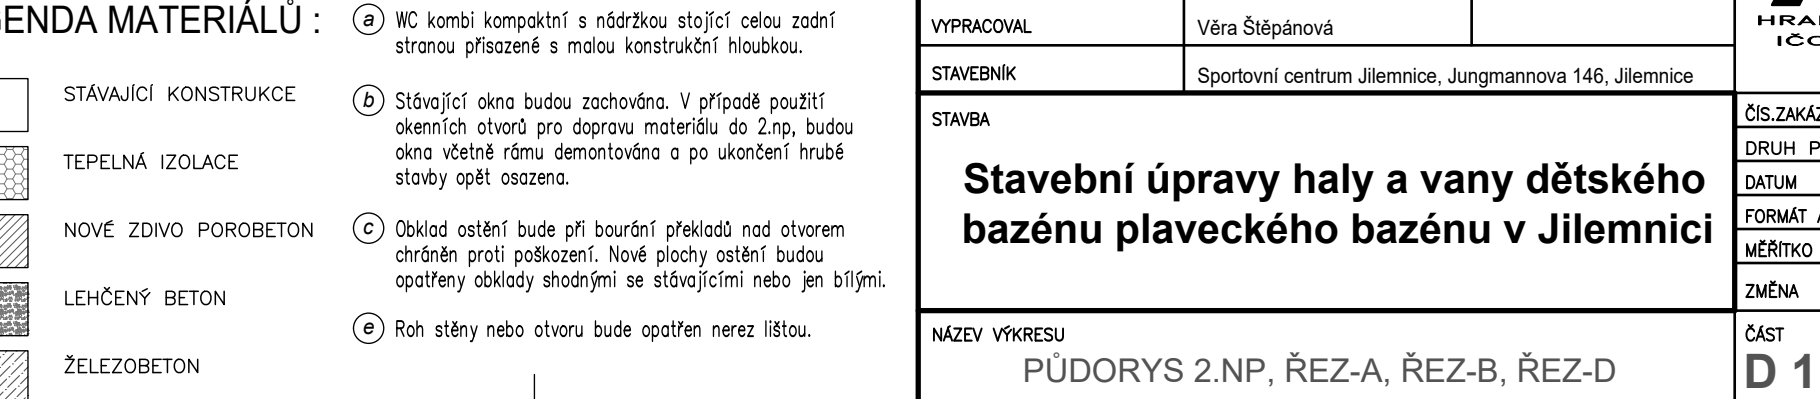 ENDA MATERIÁLŮ :
STÁVAJÍCÍ KONSTRUKCE
TEPELNÁ IZOLACE
NOVÉ ZDIVO POROBETON
LEHČENÝ BETON
ŽELEZOBETON
a WC kombi kompaktní s nádržkou stojící celou zadní
stranou přisazené s malou konstrukční hloubkou.
b Stávající okna budou zachována. V případě použití
okenních otvorů pro dopravu materiálu do 2.np, budou
okna včetně rámu demontována a po ukončení hrubé
stavby opět osazena.
c Obklad ostění bude při bourání překladů nad otvorem
chráněn proti poškození. Nové plochy ostění budou
opatřeny obklady shodnými se stávajícími nebo jen bílými.
e Roh stěny nebo otvoru bude opatřen nerez lištou.
VYPRACOVAL Věra Štěpánová
STAVEBNÍK Sportovní centrum Jilemnice, Jungmannova 146, Jilemnice
STAVBA
Stavební úpravy haly a vany dětského
bazénu plaveckého bazénu v Jilemnici
NÁZEV VÝKRESU
PŮDORYS 2.NP, ŘEZ-A, ŘEZ-B, ŘEZ-D
HRA
IČO
ČÍS.ZAKÁZ
DRUH P
DATUM
FORMÁT
MĚŘÍTKO
ZMĚNA
ČÁST
D 1